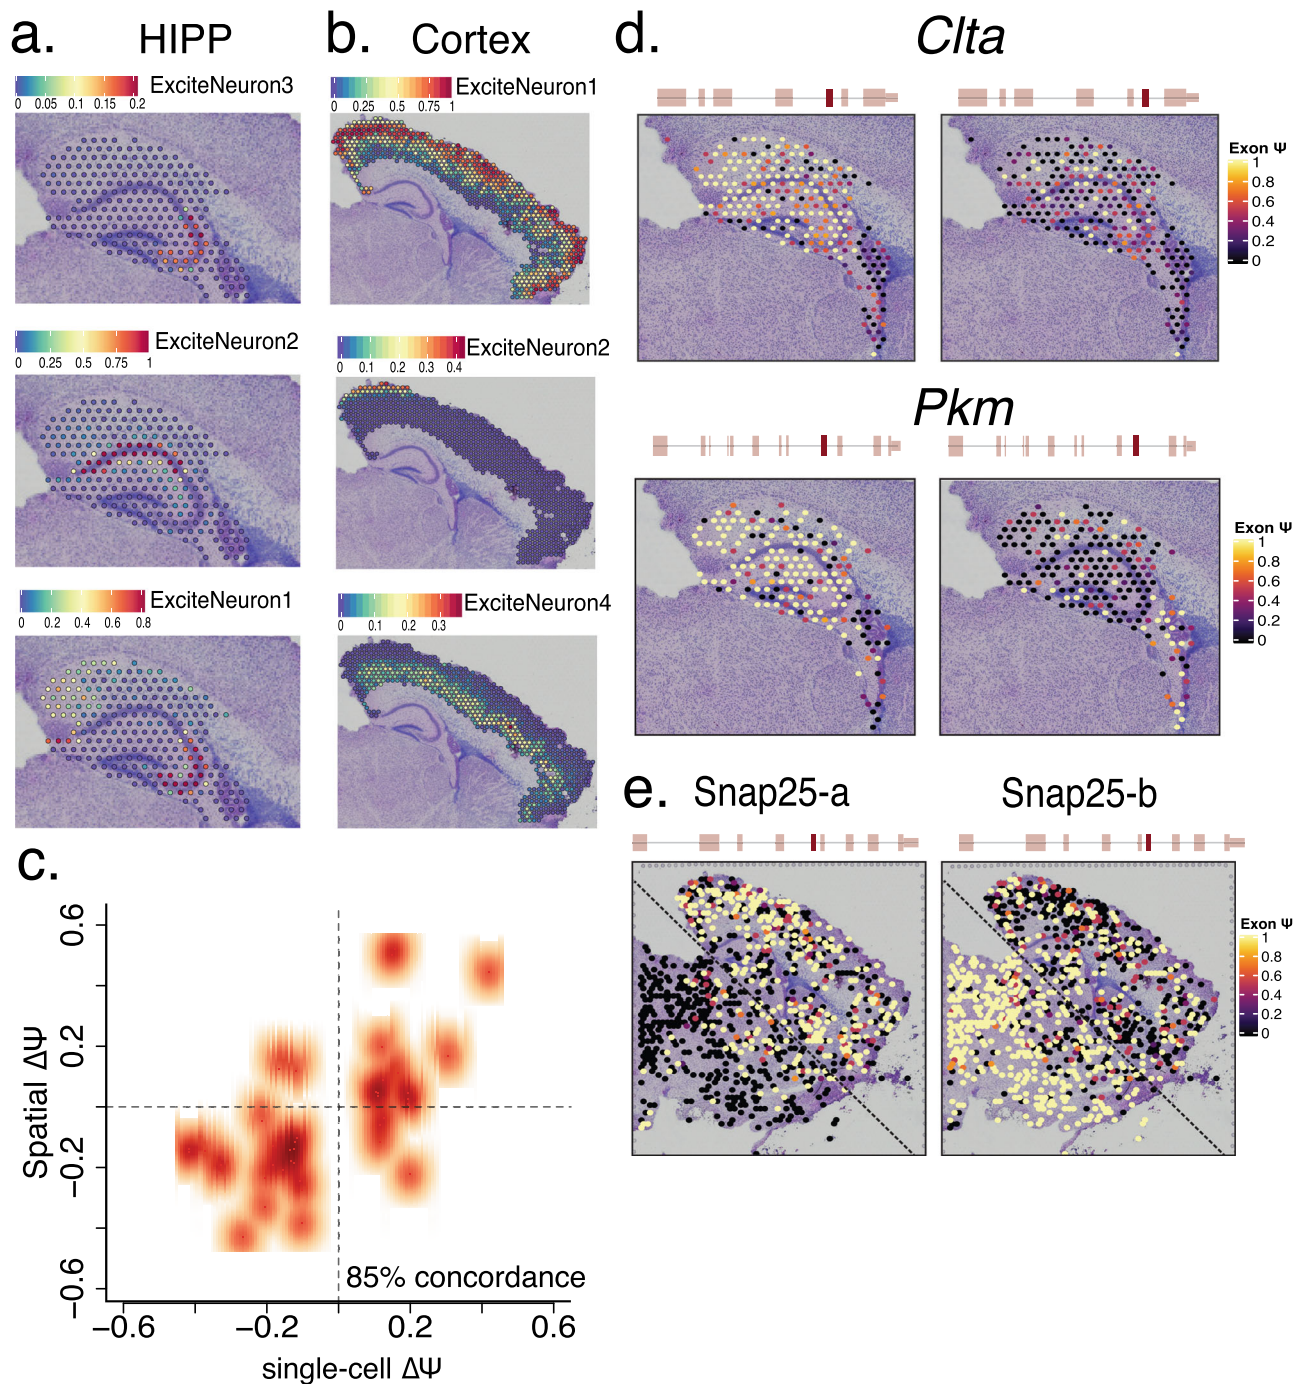 a. HIPP
ExciteNeuron3
0 0.05 0.1 0.15 0.2
ExciteNeuron2
0 0.25 0.5 0.75 1
ExciteNeuron1
0 0.2 0.4 0.6 0.8
b. Cortex
ExciteNeuron1
0 0.25 0.5 0.75 1
ExciteNeuron2
0 0.1 0.2 0.3 0.4
ExciteNeuron4
0 0.1 0.2 0.3
c.
Spatial ΔΨ
0.6
0.2
−0.2
−0.6
85% concordance
−0.6 −0.2 0.2 0.6
single-cell ΔΨ
d. Clta
Exon Ψ
1
0.8
0.6
0.4
0.2
0
Pkm
Exon Ψ
1
0.8
0.6
0.4
0.2
0
e. Snap25-a Snap25-b
Exon Ψ
1
0.8
0.6
0.4
0.2
0